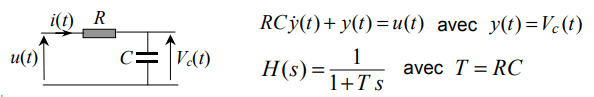 i(t) R
u(t) C V_c(t)
RCẏ(t) + y(t) = u(t) avec y(t) = V_c(t)
H(s) = 1/(1+T s) avec T = RC